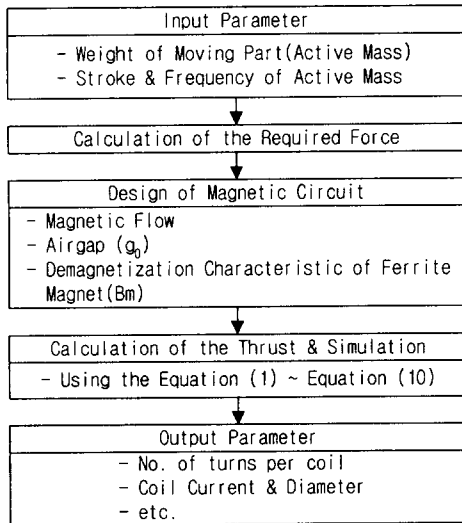 Input Parameter
- Weight of Moving Part(Active Mass)
- Stroke & Frequency of Active Mass
Calculation of the Required Force
Design of Magnetic Circuit
- Magnetic Flow
- Airgap (g₀)
- Demagnetization Characteristic of Ferrite
Magnet(Bm)
Calculation of the Thrust & Simulation
- Using the Equation (1) ~ Equation (10)
Output Parameter
- No. of turns per coil
- Coil Current & Diameter
- etc.